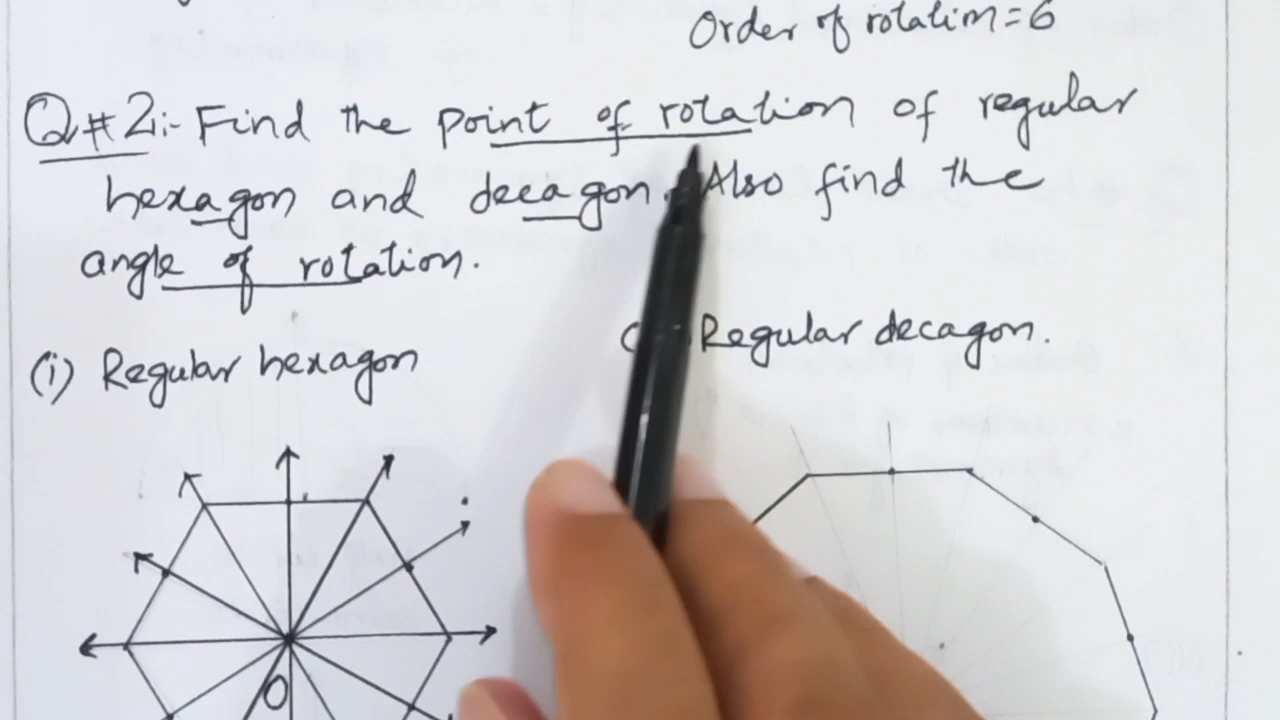 Order of rotation = 6
Q#2:- Find the point of rotation of regular
hexagon and decagon. Also find the
angle of rotation.
(i) Regular hexagon
Regular decagon.
O